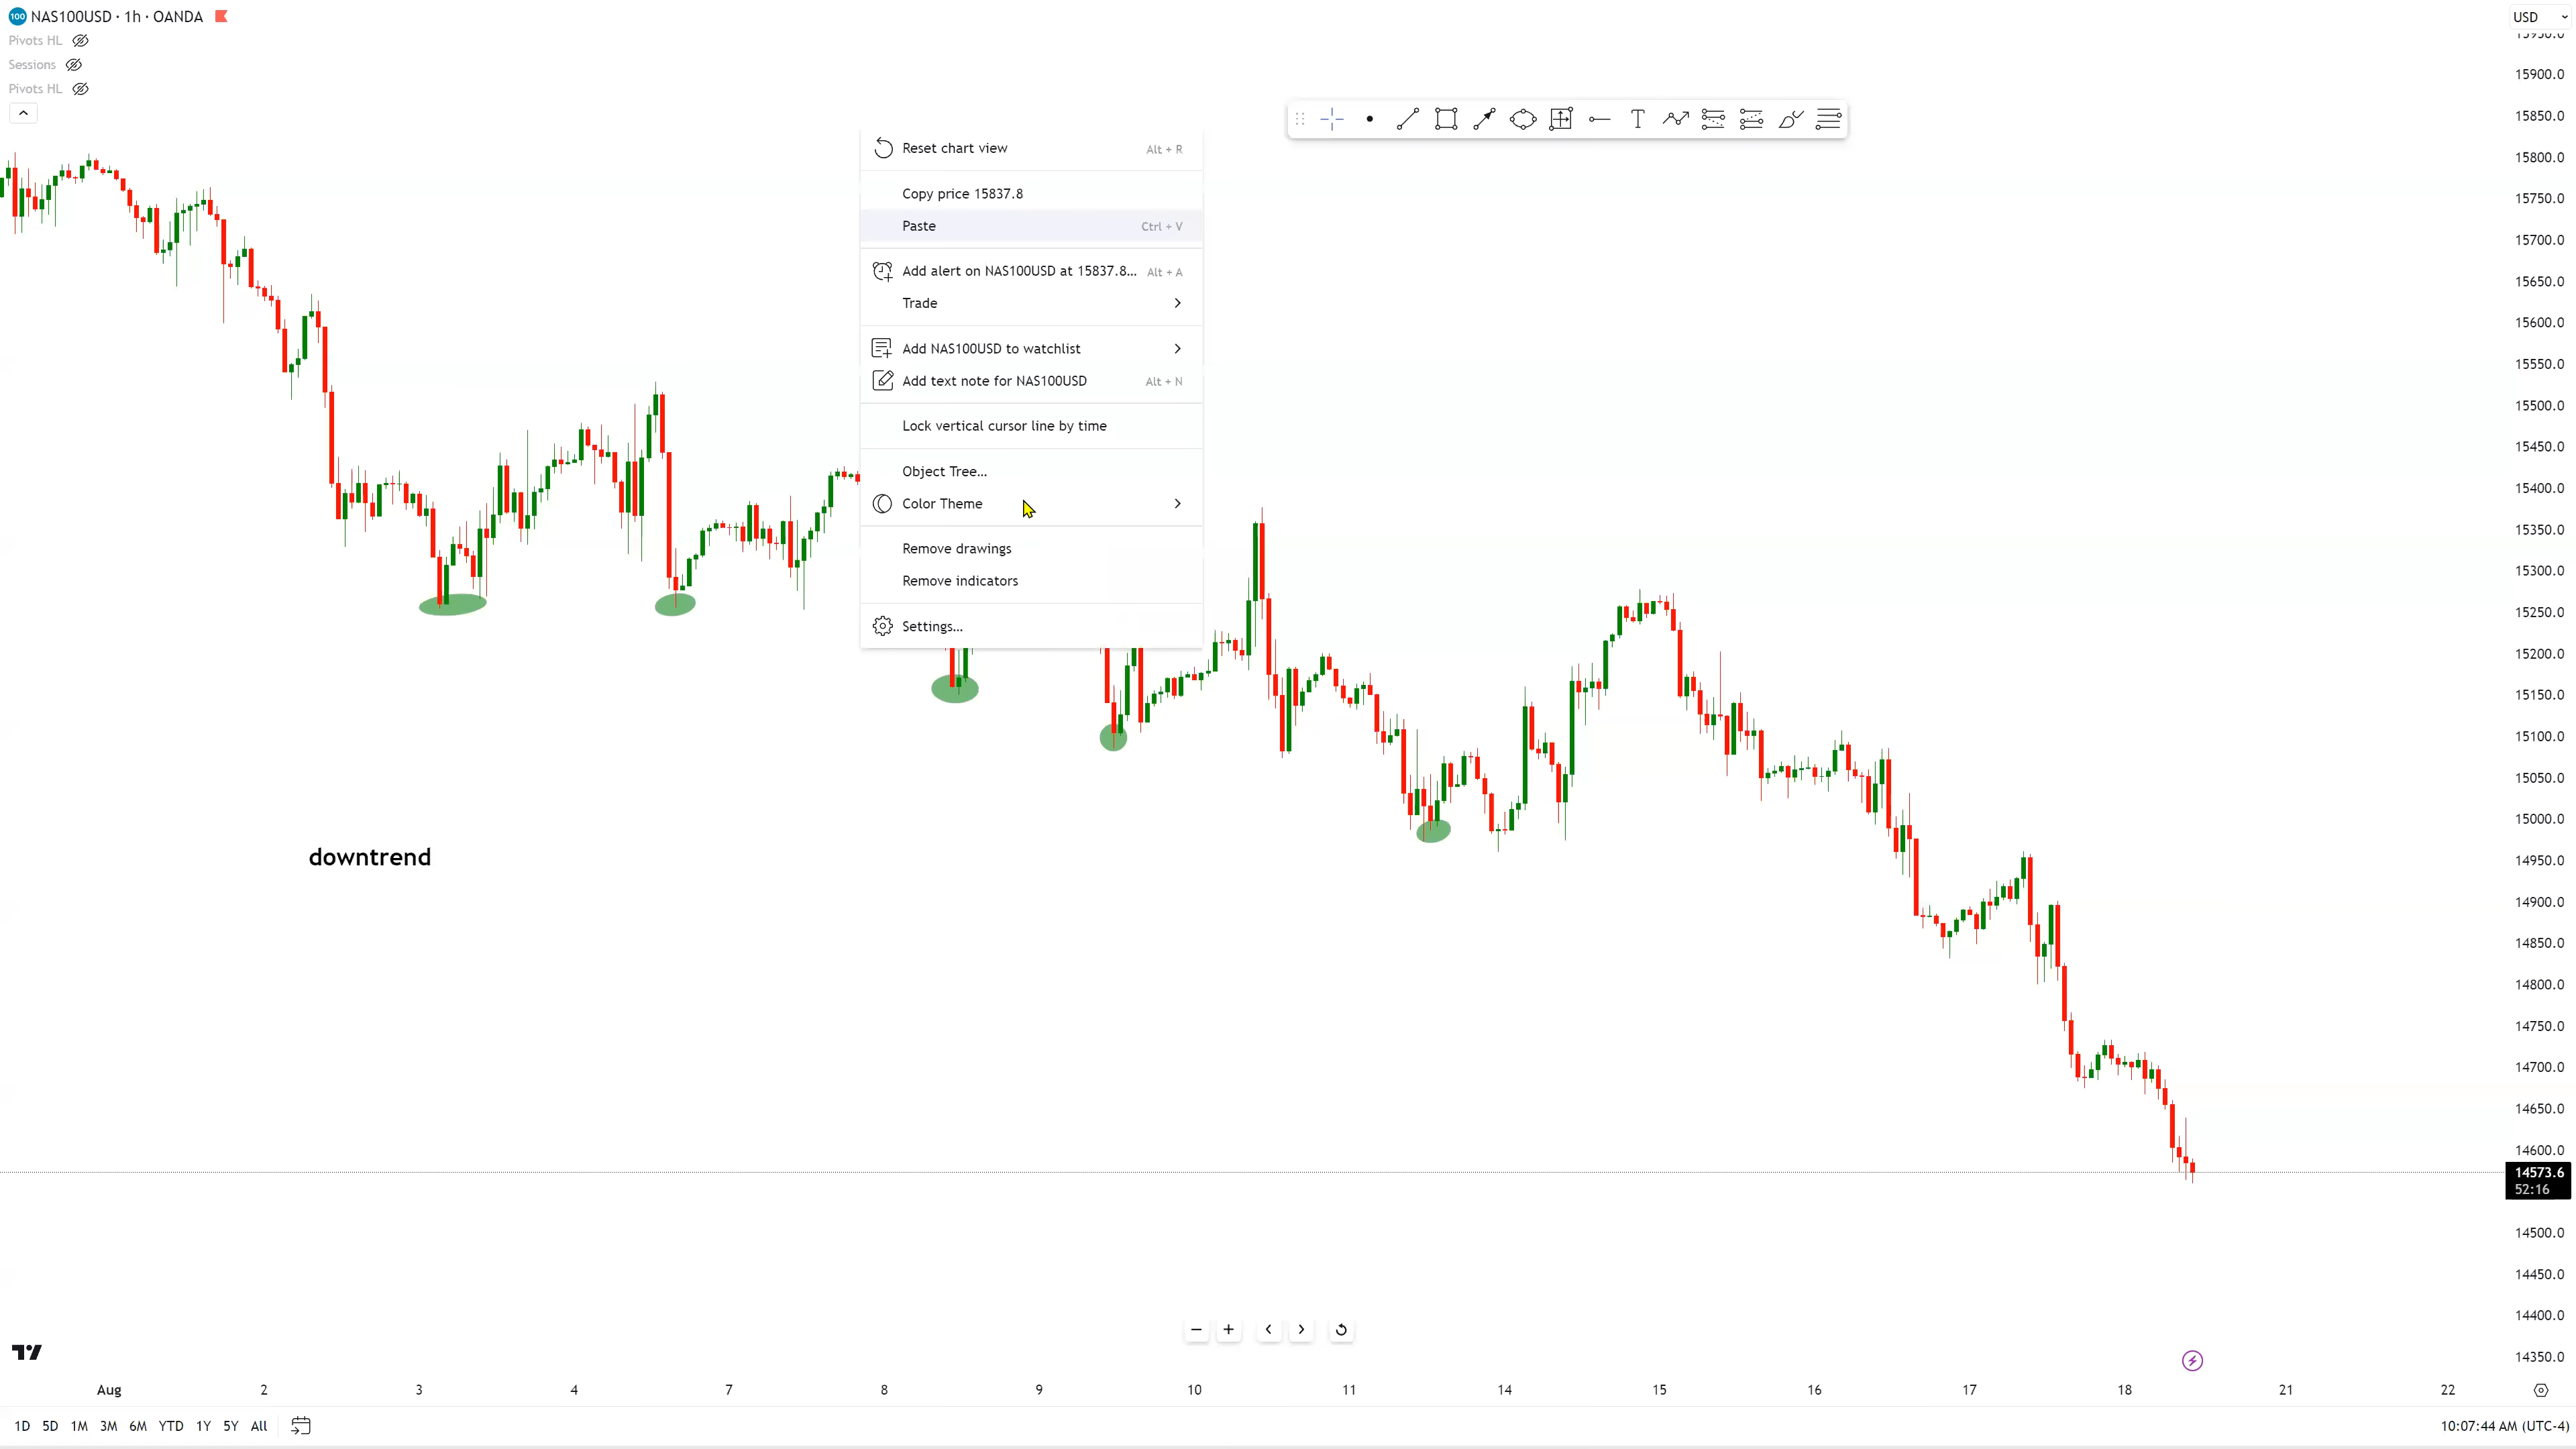 100 NAS100USD · 1h · OANDA
Pivots HL
Sessions
Pivots HL
USD
15900.0
15850.0
15800.0
15750.0
15700.0
15650.0
15600.0
15550.0
15500.0
15450.0
15400.0
15350.0
15300.0
15250.0
15200.0
15150.0
15100.0
15050.0
15000.0
14950.0
14900.0
14850.0
14800.0
14750.0
14700.0
14650.0
14600.0
14573.6
52:16
14500.0
14450.0
14400.0
14350.0
Reset chart view Alt + R
Copy price 15837.8
Paste Ctrl + V
Add alert on NAS100USD at 15837.8... Alt + A
Trade
Add NAS100USD to watchlist
Add text note for NAS100USD Alt + N
Lock vertical cursor line by time
Object Tree...
Color Theme
Remove drawings
Remove indicators
Settings...
downtrend
Aug 2 3 4 7 8 9 10 11 14 15 16 17 18 21 22
1D 5D 1M 3M 6M YTD 1Y 5Y All
10:07:44 AM (UTC-4)